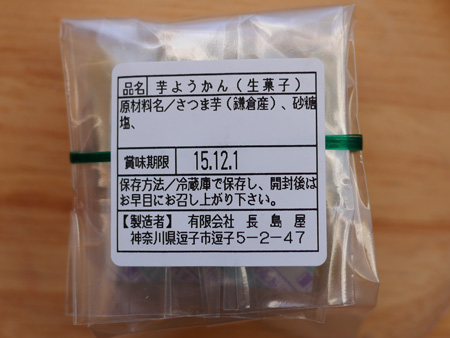 品名 芋ようかん(生菓子)
原材料名/さつま芋(鎌倉産)、砂糖
塩、
賞味期限 15.12.1
保存方法/冷蔵庫で保存し、開封後は
お早目にお召し上がり下さい。
【製造者】 有限会社 長島屋
神奈川県逗子市逗子5-2-47